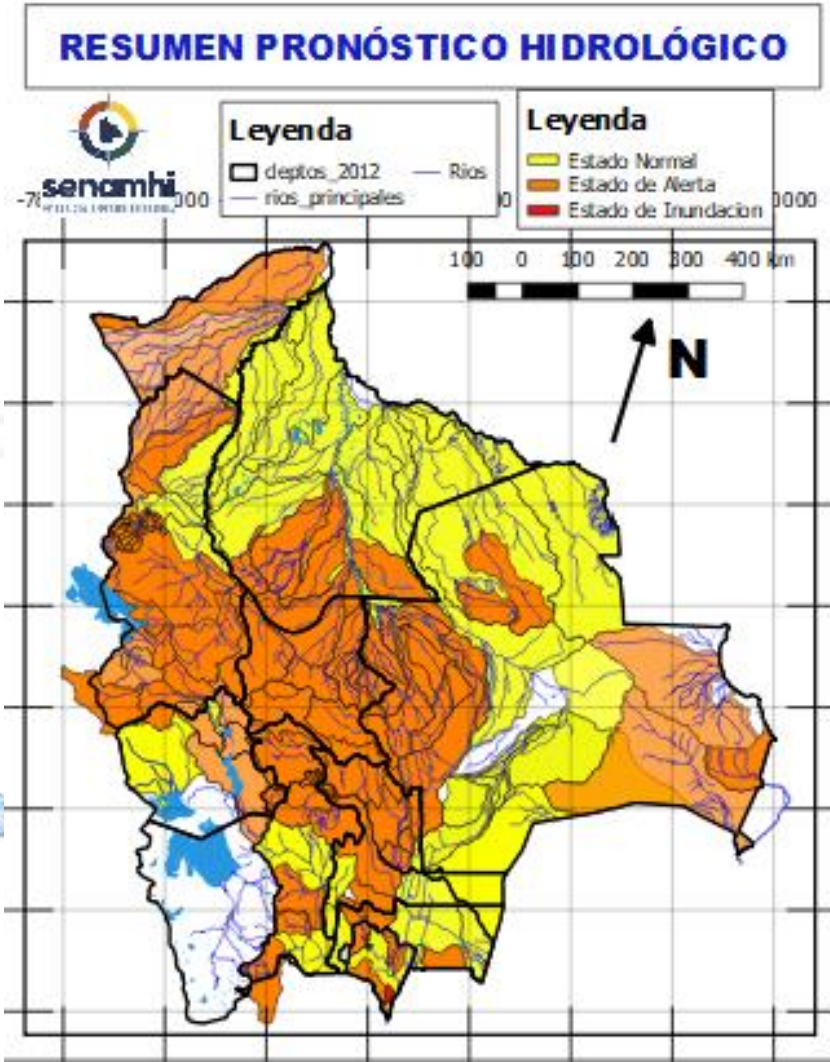 RESUMEN PRONÓSTICO HIDROLÓGICO
senamhi
Leyenda
deptos_2012
Rios
rios_principales
Leyenda
Estado Normal
Estado de Alerta
Estado de Inundacion
100 0 100 200 300 400 km
N